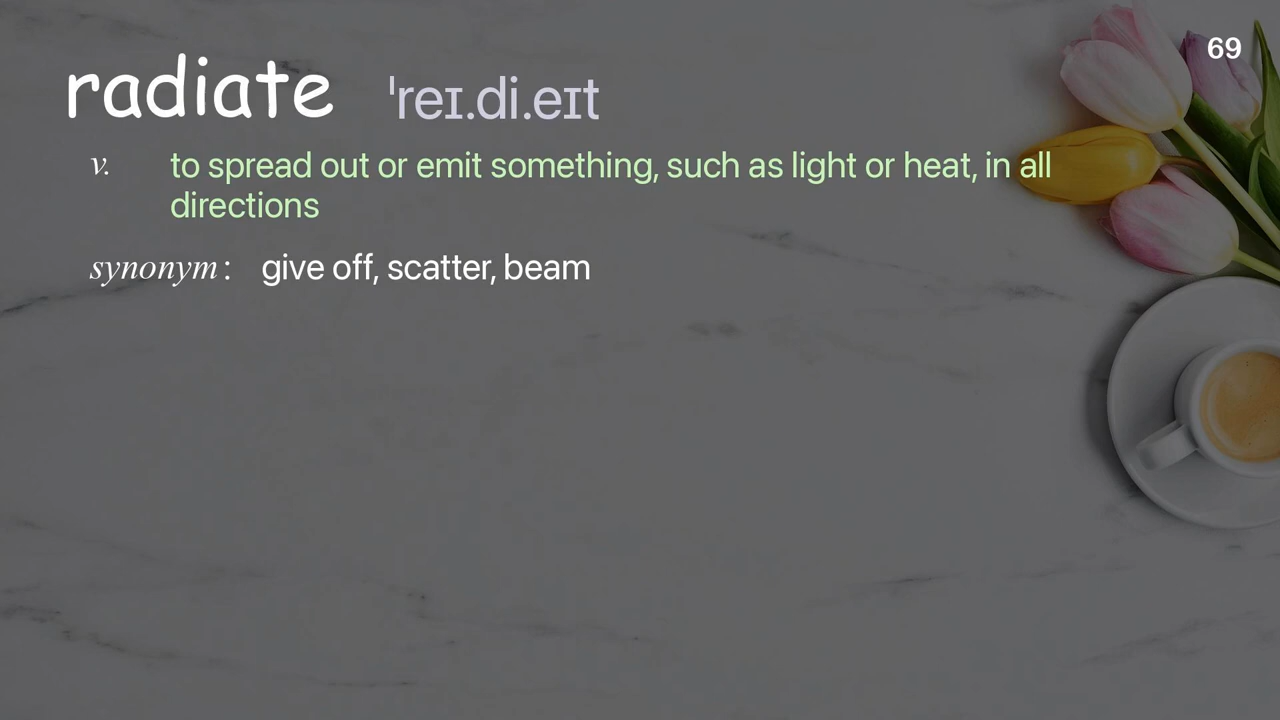 69
radiate ˈreɪ.di.eɪt
v. to spread out or emit something, such as light or heat, in all
directions
synonym : give off, scatter, beam